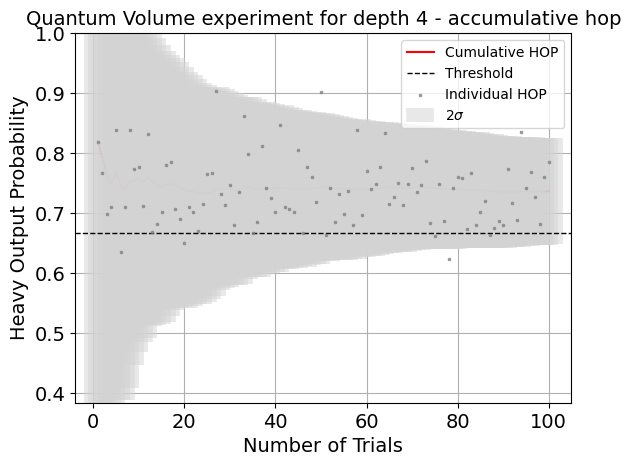 Quantum Volume experiment for depth 4 - accumulative hop
1.0
0.9
0.8
0.7
0.6
0.5
0.4
Heavy Output Probability
Cumulative HOP
Threshold
Individual HOP
2σ
0 20 40 60 80 100
Number of Trials